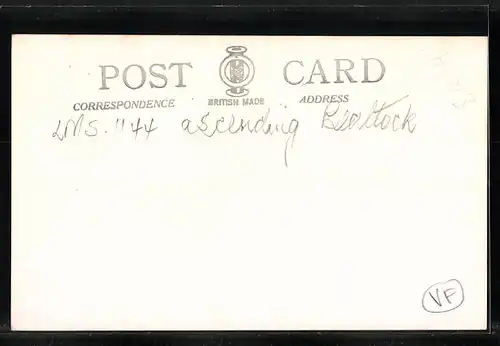 POST CARD
CORRESPONDENCE BRITISH MADE ADDRESS
LMS. 1144 ascending Beattock
VF